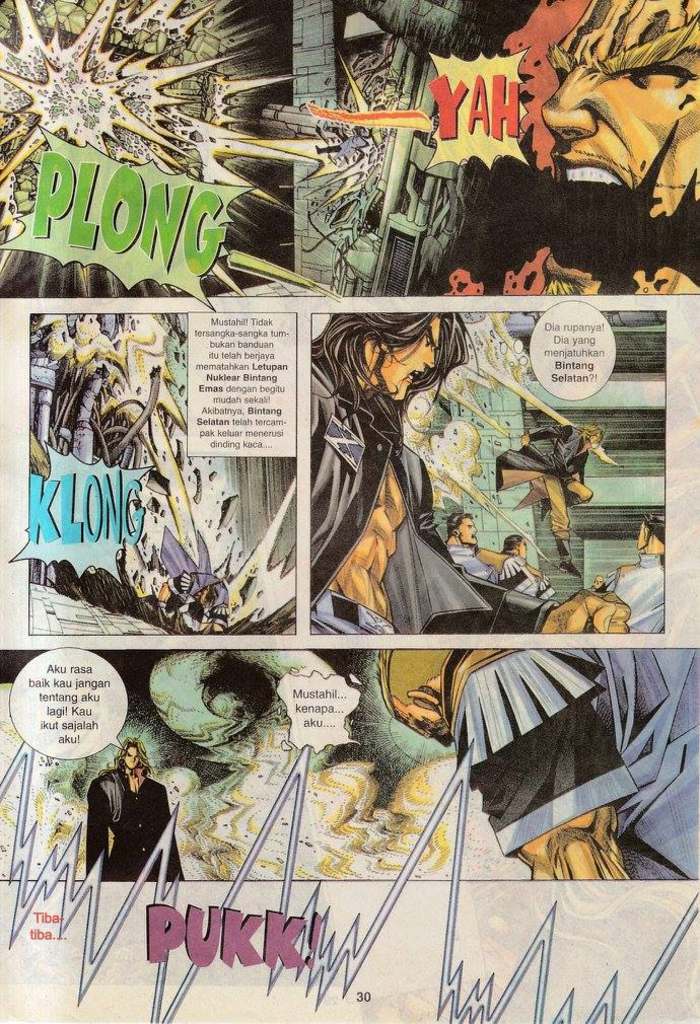 PLONG
YAH
Mustahil! Tidak
tersangka-sangka tum-
bukan banduan
itu telah berjaya
mematahkan Letupan
Nuklear Bintang
Emas dengan begitu
mudah sekali!
Akibatnya, Bintang
Selatan telah tercam-
pak keluar menerusi
dinding kaca....
KLONG
Dia rupanya!
Dia yang
menjatuhkan
Bintang
Selatan?!
Aku rasa
baik kau jangan
tentang aku
lagi! Kau
ikut sajalah
aku!
Mustahil...
kenapa...
aku....
Tiba-
tiba....
PUKK!
30